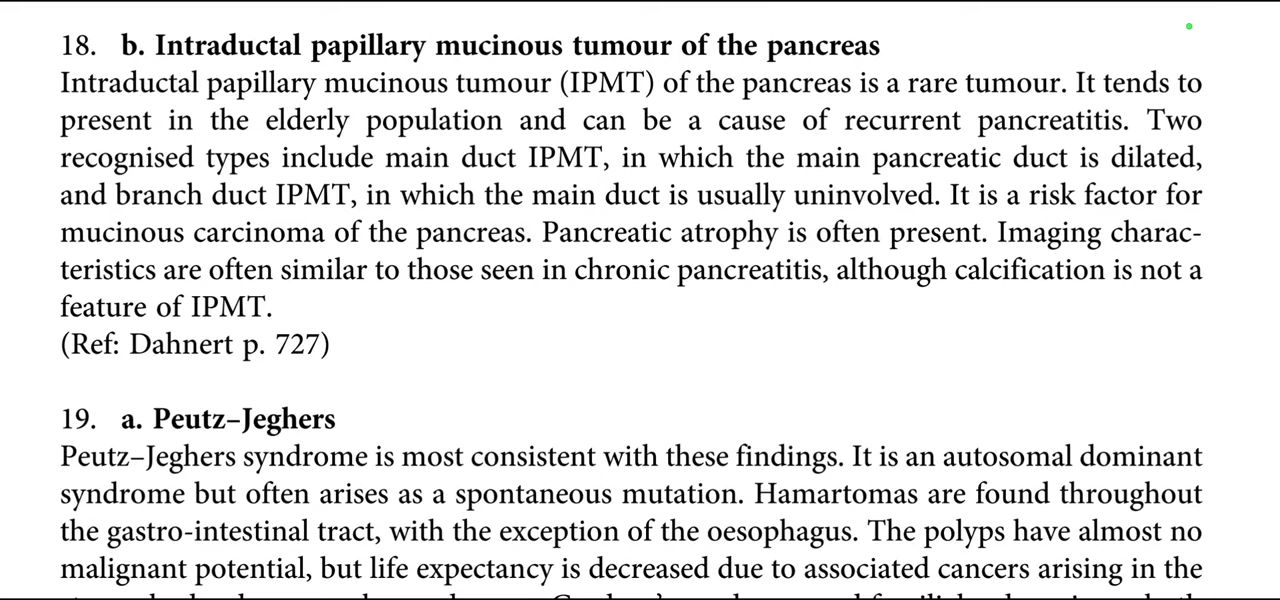 18. b. Intraductal papillary mucinous tumour of the pancreas
Intraductal papillary mucinous tumour (IPMT) of the pancreas is a rare tumour. It tends to
present in the elderly population and can be a cause of recurrent pancreatitis. Two
recognised types include main duct IPMT, in which the main pancreatic duct is dilated,
and branch duct IPMT, in which the main duct is usually uninvolved. It is a risk factor for
mucinous carcinoma of the pancreas. Pancreatic atrophy is often present. Imaging charac-
teristics are often similar to those seen in chronic pancreatitis, although calcification is not a
feature of IPMT.
(Ref: Dahnert p. 727)
19. a. Peutz–Jeghers
Peutz–Jeghers syndrome is most consistent with these findings. It is an autosomal dominant
syndrome but often arises as a spontaneous mutation. Hamartomas are found throughout
the gastro-intestinal tract, with the exception of the oesophagus. The polyps have almost no
malignant potential, but life expectancy is decreased due to associated cancers arising in the